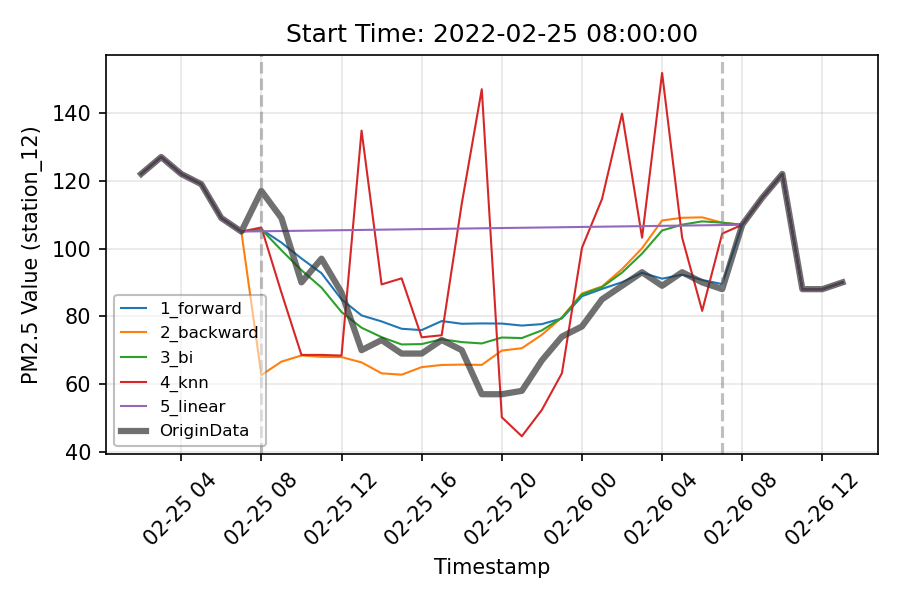 Start Time: 2022-02-25 08:00:00
PM2.5 Value (station_12)
140
120
100
80
60
40
1_forward
2_backward
3_bi
4_knn
5_linear
OriginData
02-25 04
02-25 08
02-25 12
02-25 16
02-25 20
02-26 00
02-26 04
02-26 08
02-26 12
Timestamp